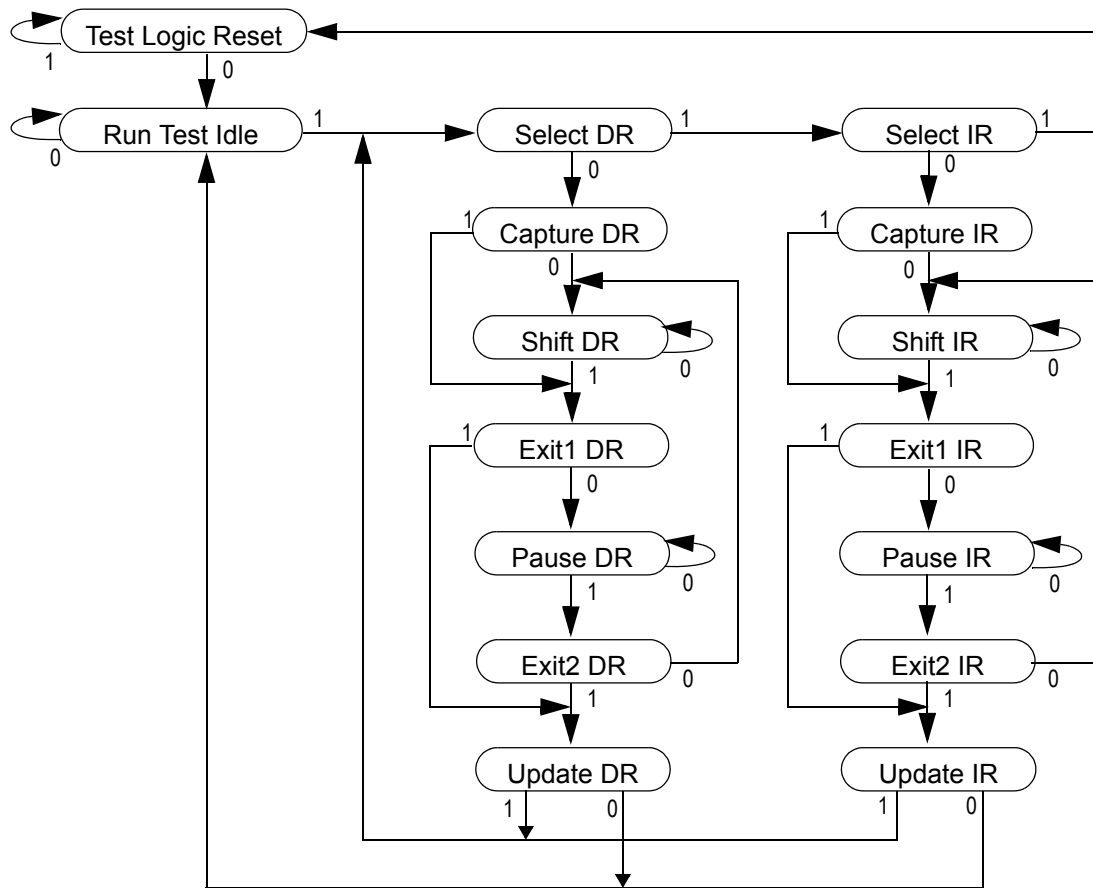 Test Logic Reset
1
0
Run Test Idle
1
0
Select DR
1
0
Select IR
1
0
1
Capture DR
0
1
Capture IR
0
Shift DR
0
1
Shift IR
0
1
1
Exit1 DR
0
1
Exit1 IR
0
Pause DR
0
1
Pause IR
0
1
Exit2 DR
0
1
Exit2 IR
0
1
Update DR
1
0
Update IR
1
0